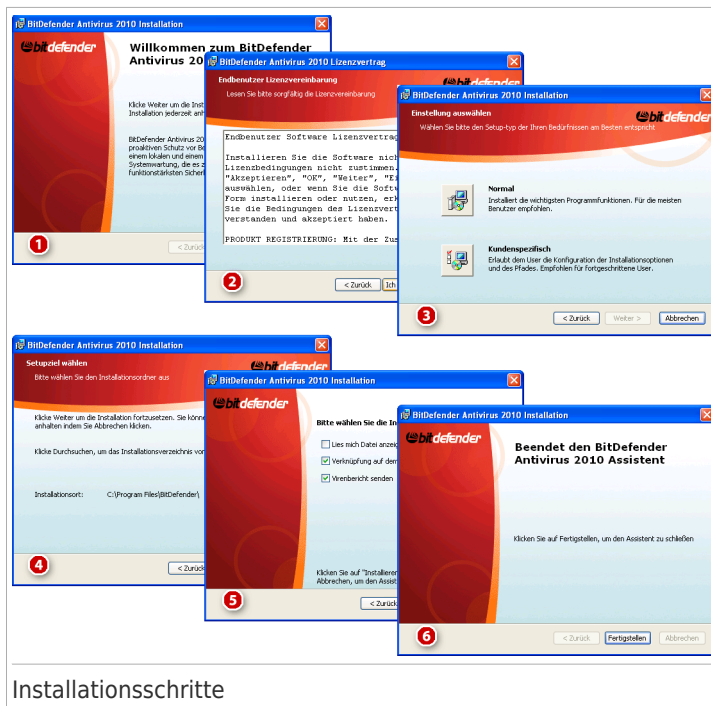 BitDefender Antivirus 2010 Installation
bitdefender
Willkommen zum BitDefender
Antivirus 20
Klicke Weiter um die Inst
Installation jederzeit anh
BitDefender Antivirus 20
proaktiven Schutz vor Be
einem lokalen und einem
Systemwartung, die es z
funktionstärksten Sicherl
< Zurück
1
BitDefender Antivirus 2010 Lizenzvertrag
Endbenutzer Lizenzvereinbarung
bitdefender
Lesen Sie bitte sorgfältig die Lizenzvereinbarung
Endbenutzer Software Lizenzvertrag
Installieren Sie die Software nich
Lizenzbedingungen nicht zustimmen.
"Akzeptieren", "OK", "Weiter", "Ei
auswählen, oder wenn Sie die Softw
Form installieren oder nutzen, erk
Sie die Bedingungen des Lizenzvert
verstanden und akzeptiert haben.
PRODUKT REGISTRIERUNG: Mit der Zus
< Zurück
Ich
2
BitDefender Antivirus 2010 Installation
Einstellung auswählen
bitdefender
Wählen Sie bitte den Setup-typ der Ihren Bedürfnissen am Besten entspricht
Normal
Installiert die wichtigsten Programmfunktionen. Für die meisten
Benutzer empfohlen.
Kundenspezifisch
Erlaubt dem User die Konfiguration der Installationsoptionen
und des Pfades. Empfohlen für fortgeschrittene User.
< Zurück
Weiter >
Abbrechen
3
BitDefender Antivirus 2010 Installation
Setupziel wählen
bitdefender
Bitte wählen Sie den Installationsordner aus
Klicke Weiter um die Installation fortzusetzen. Sie könne
anhalten indem Sie Abbrechen klicken.
Klicke Durchsuchen, um das Installationsverzeichnis vor
Installationsort: C:\Program Files\BitDefender\
< Zurück
4
BitDefender Antivirus 2010 Installation
bitdefender
Bitte wählen Sie die In
Lies mich Datei anzeig
Verknüpfung auf dem
Virenbericht senden
Klicken Sie auf "Installieren
Abbrechen, um den Assist
< Zurück
5
BitDefender Antivirus 2010 Installation
bitdefender
Beendet den BitDefender
Antivirus 2010 Assistent
Klicken Sie auf Fertigstellen, um den Assistent zu schließen
< Zurück
Fertigstellen
Abbrechen
6
Installationsschritte